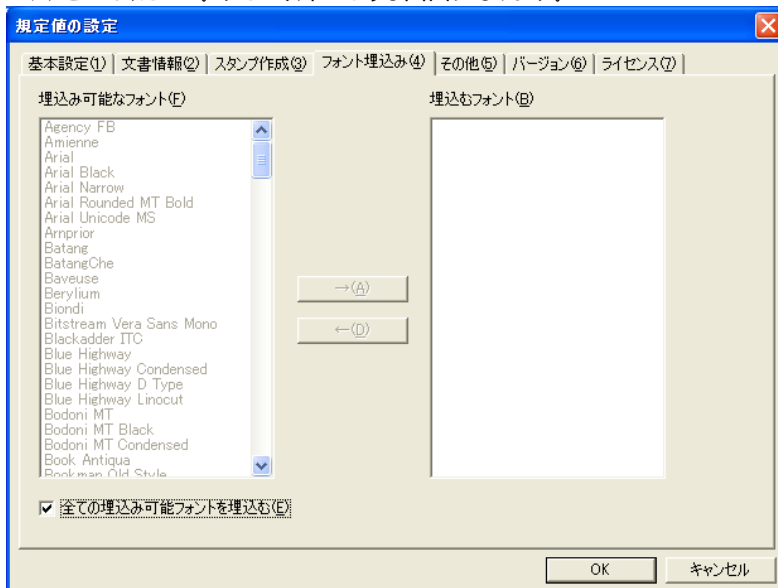 規定値の設定
基本設定(1) 文書情報(2) スタンプ作成(3) フォント埋込み(4) その他(5) バージョン(6) ライセンス(7)
埋込み可能なフォント(F) 埋込むフォント(B)
Agency FB
Amienne
Arial
Arial Black
Arial Narrow
Arial Rounded MT Bold
Arial Unicode MS
Arnprior
Batang
BatangChe
Baveuse
Berylium
Biondi
Bitstream Vera Sans Mono
Blackadder ITC
Blue Highway
Blue Highway Condensed
Blue Highway D Type
Blue Highway Linocut
Bodoni MT
Bodoni MT Black
Bodoni MT Condensed
Book Antiqua
Bookman Old Style
→(A)
←(D)
全ての埋込み可能フォントを埋込む(E)
OK キャンセル